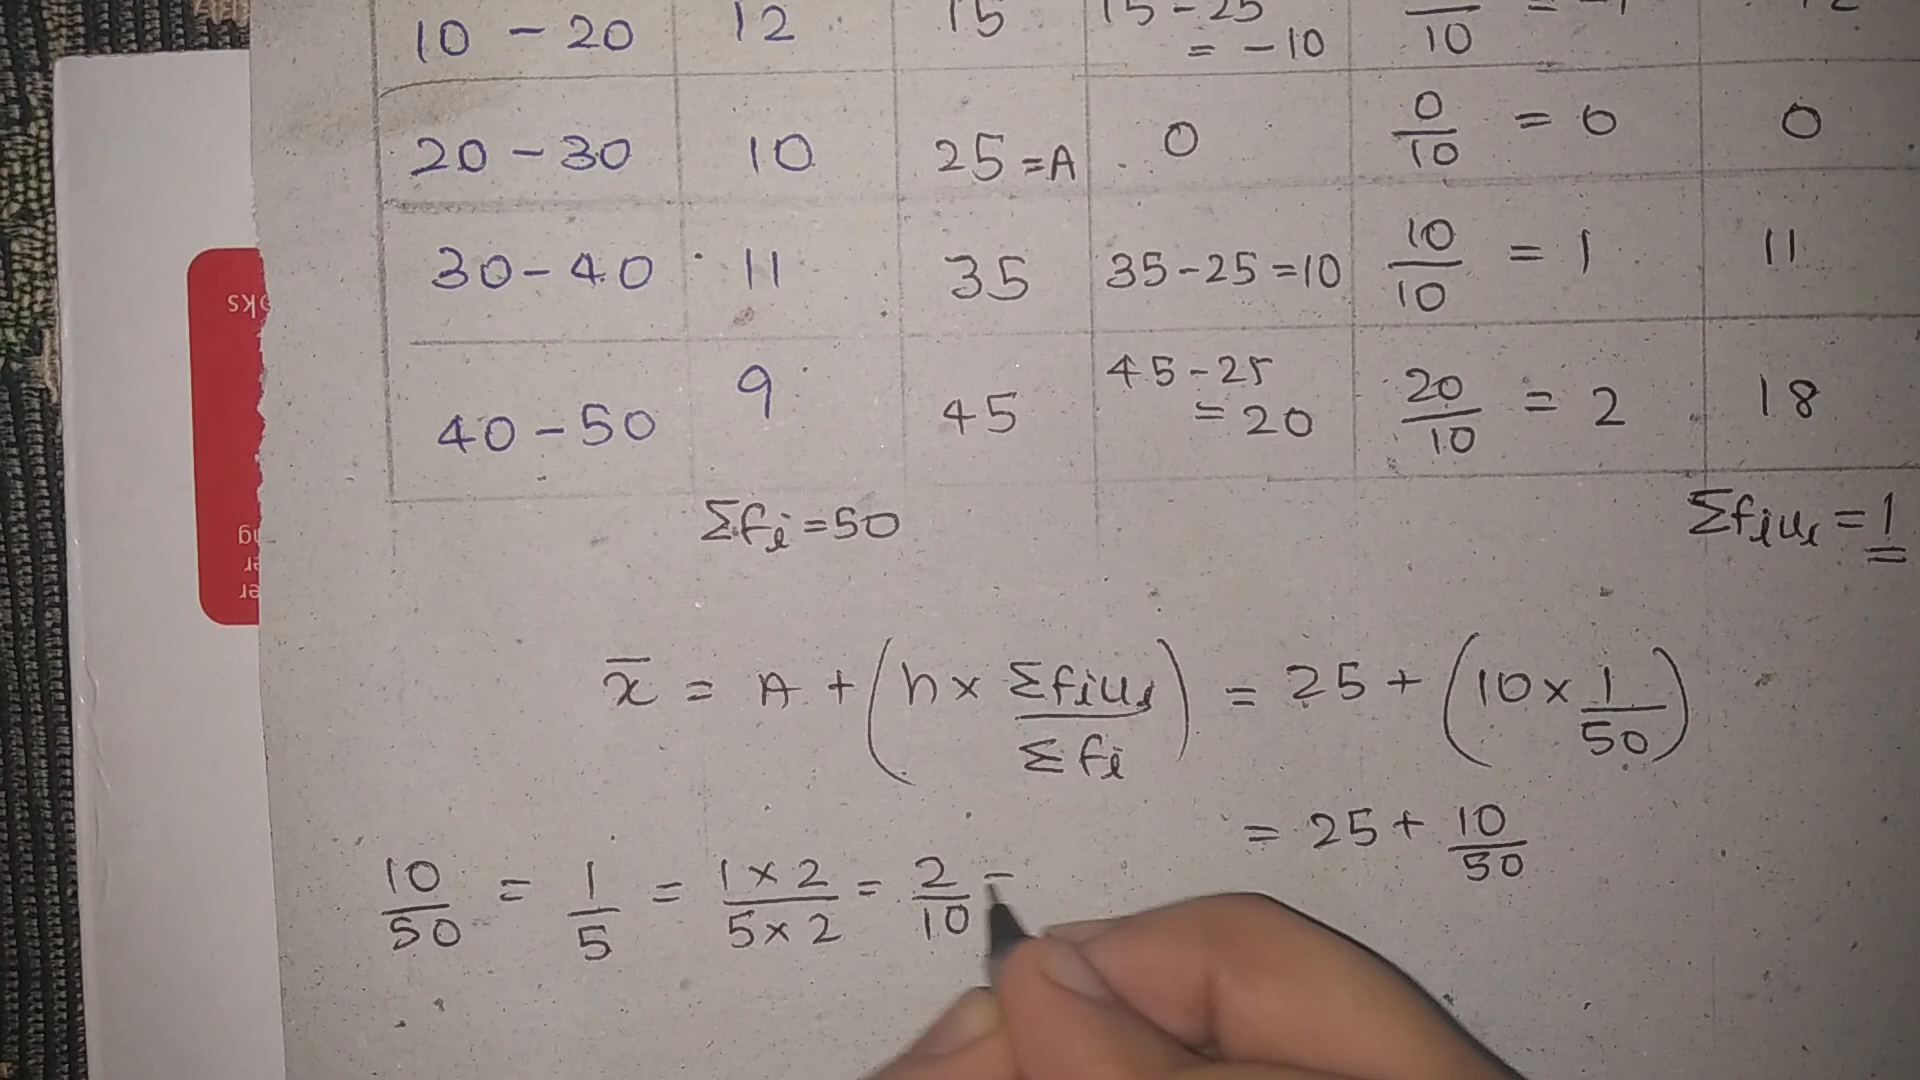 10 - 20 12 15 15 - 25 = -10
20 - 30 10 25 = A 0 0/10 = 0 0
30 - 40 11 35 35 - 25 = 10 10/10 = 1 11
40 - 50 9 45 45 - 25 = 20 20/10 = 2 18
Σfi = 50 Σfiui = 1
x̄ = A + (h × Σfiui/Σfi) = 25 + (10 × 1/50)
= 25 + 10/50
10/50 = 1/5 = 1 × 2/5 × 2 = 2/10 =